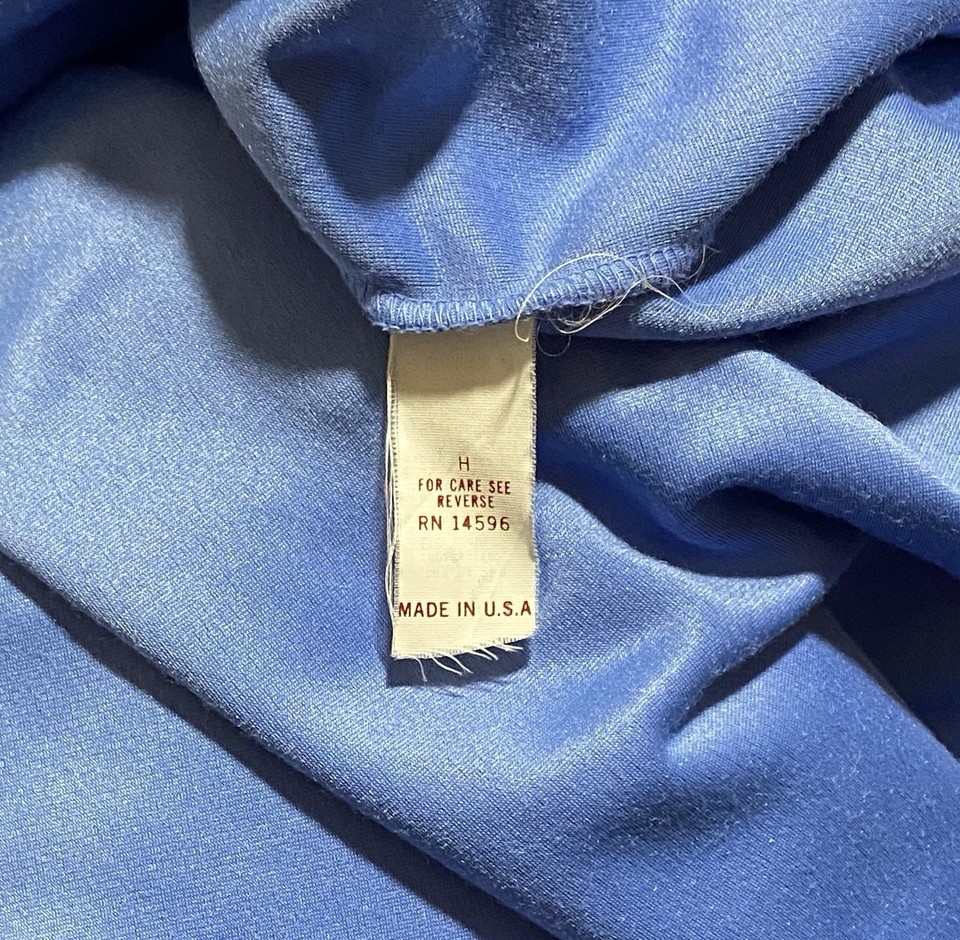 H
FOR CARE SEE
REVERSE
RN 14596
MADE IN U.S.A